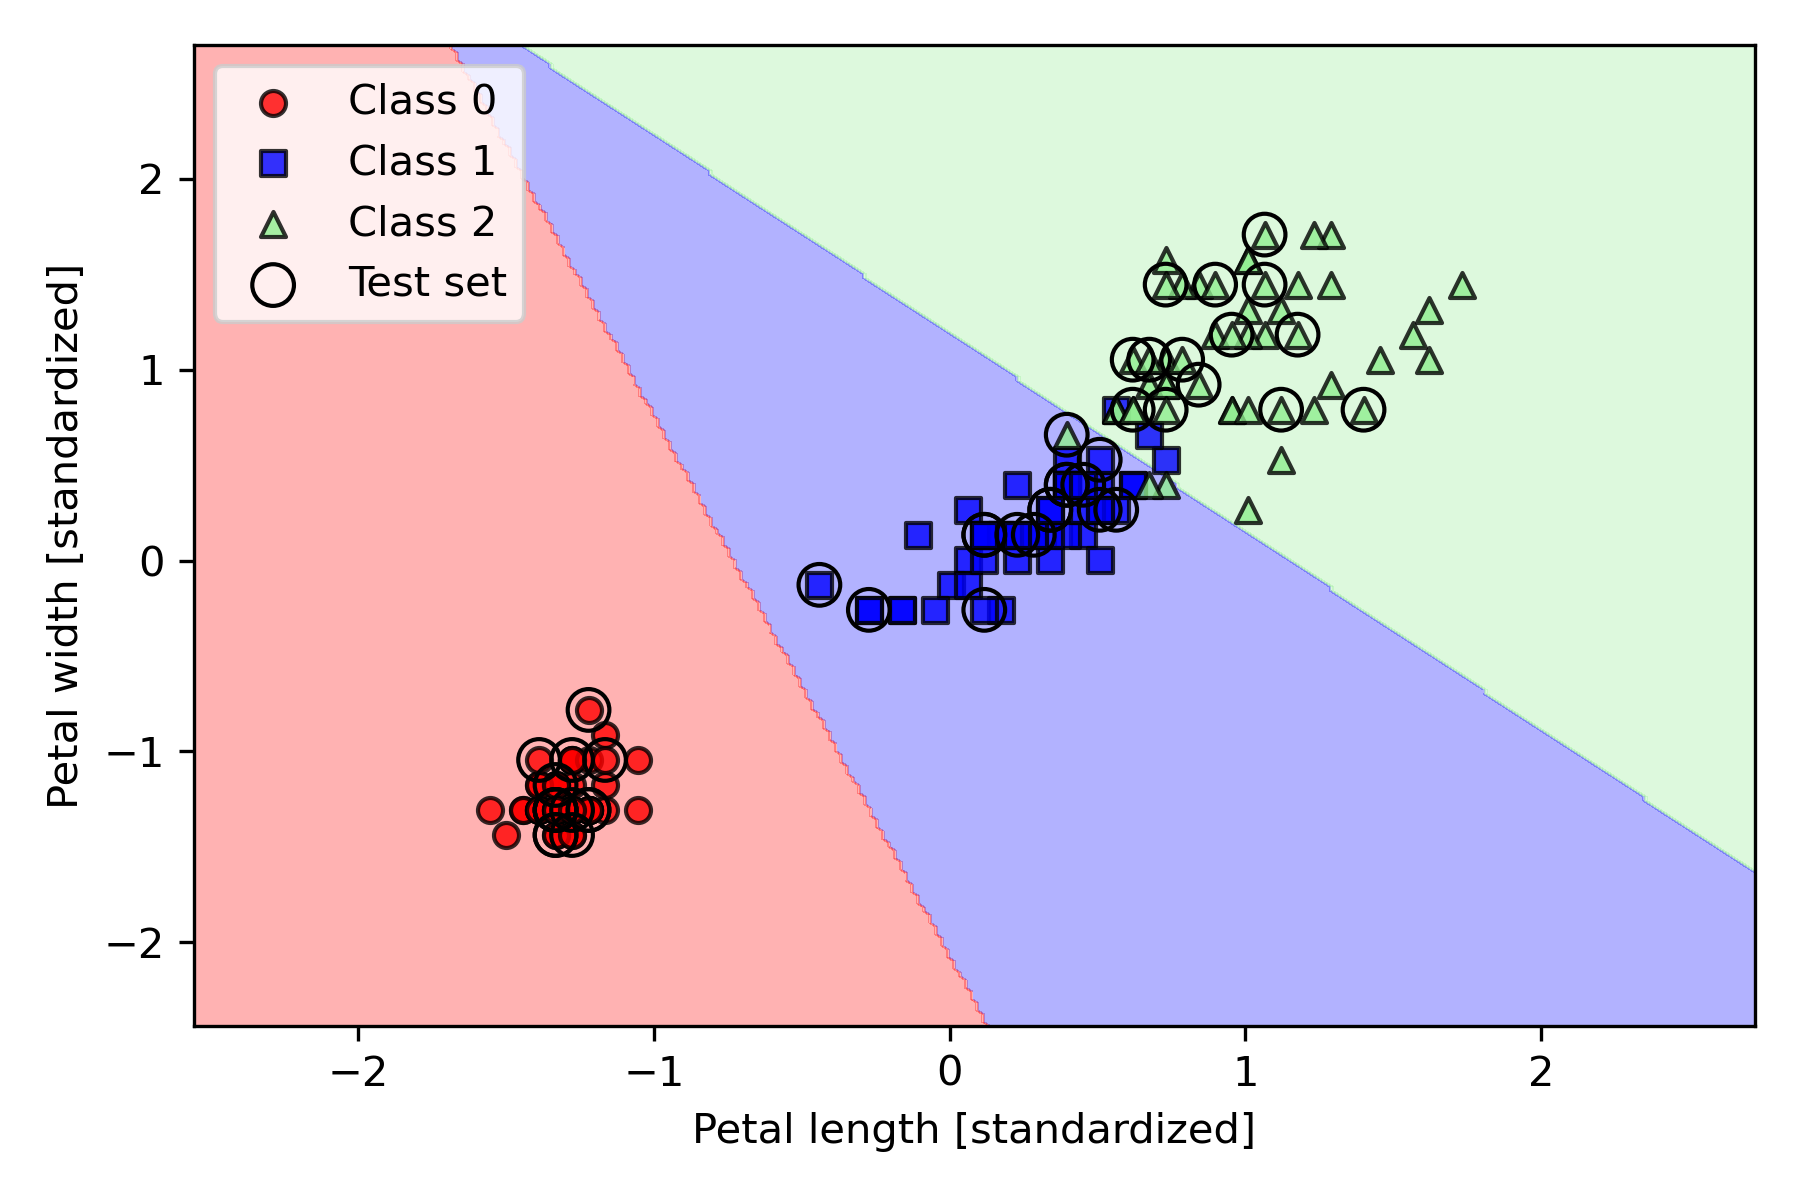 Class 0
Class 1
Class 2
Test set
Petal width [standardized]
2
1
0
−1
−2
−2
−1
0
1
2
Petal length [standardized]